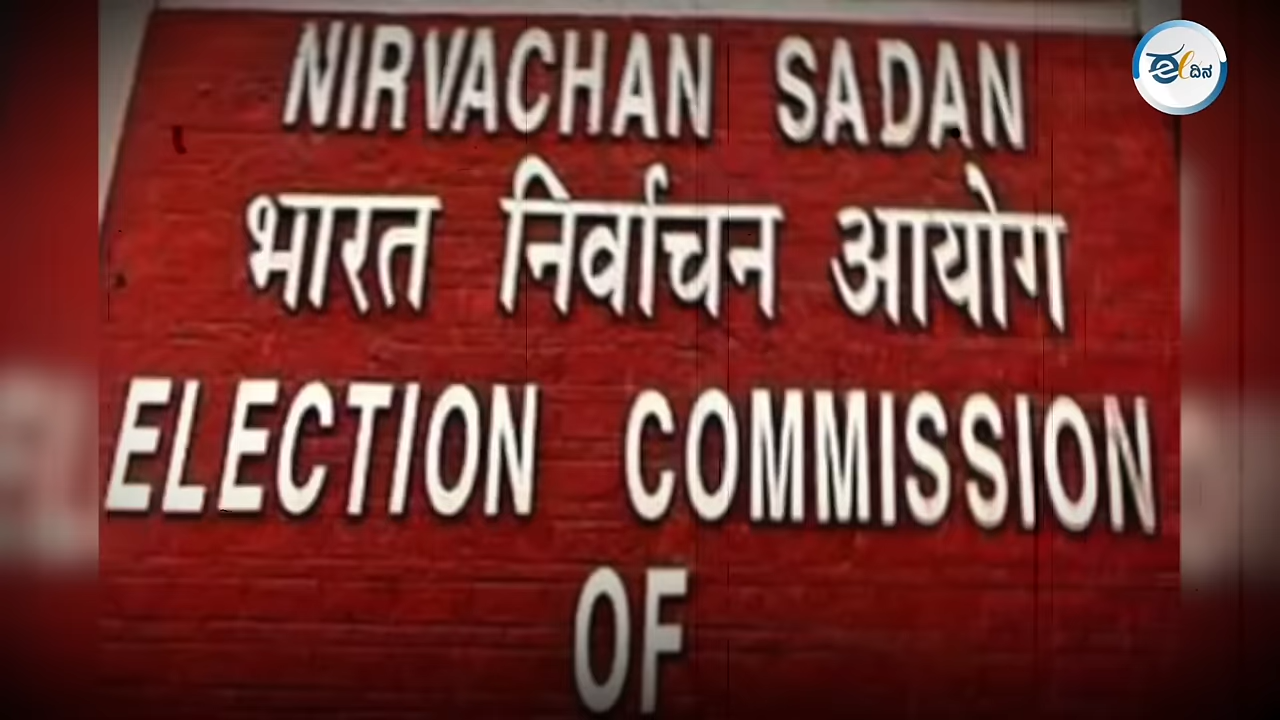 NIRVACHAN SADAN
भारत निर्वाचन आयोग
ELECTION COMMISSION
OF
ದಿನ